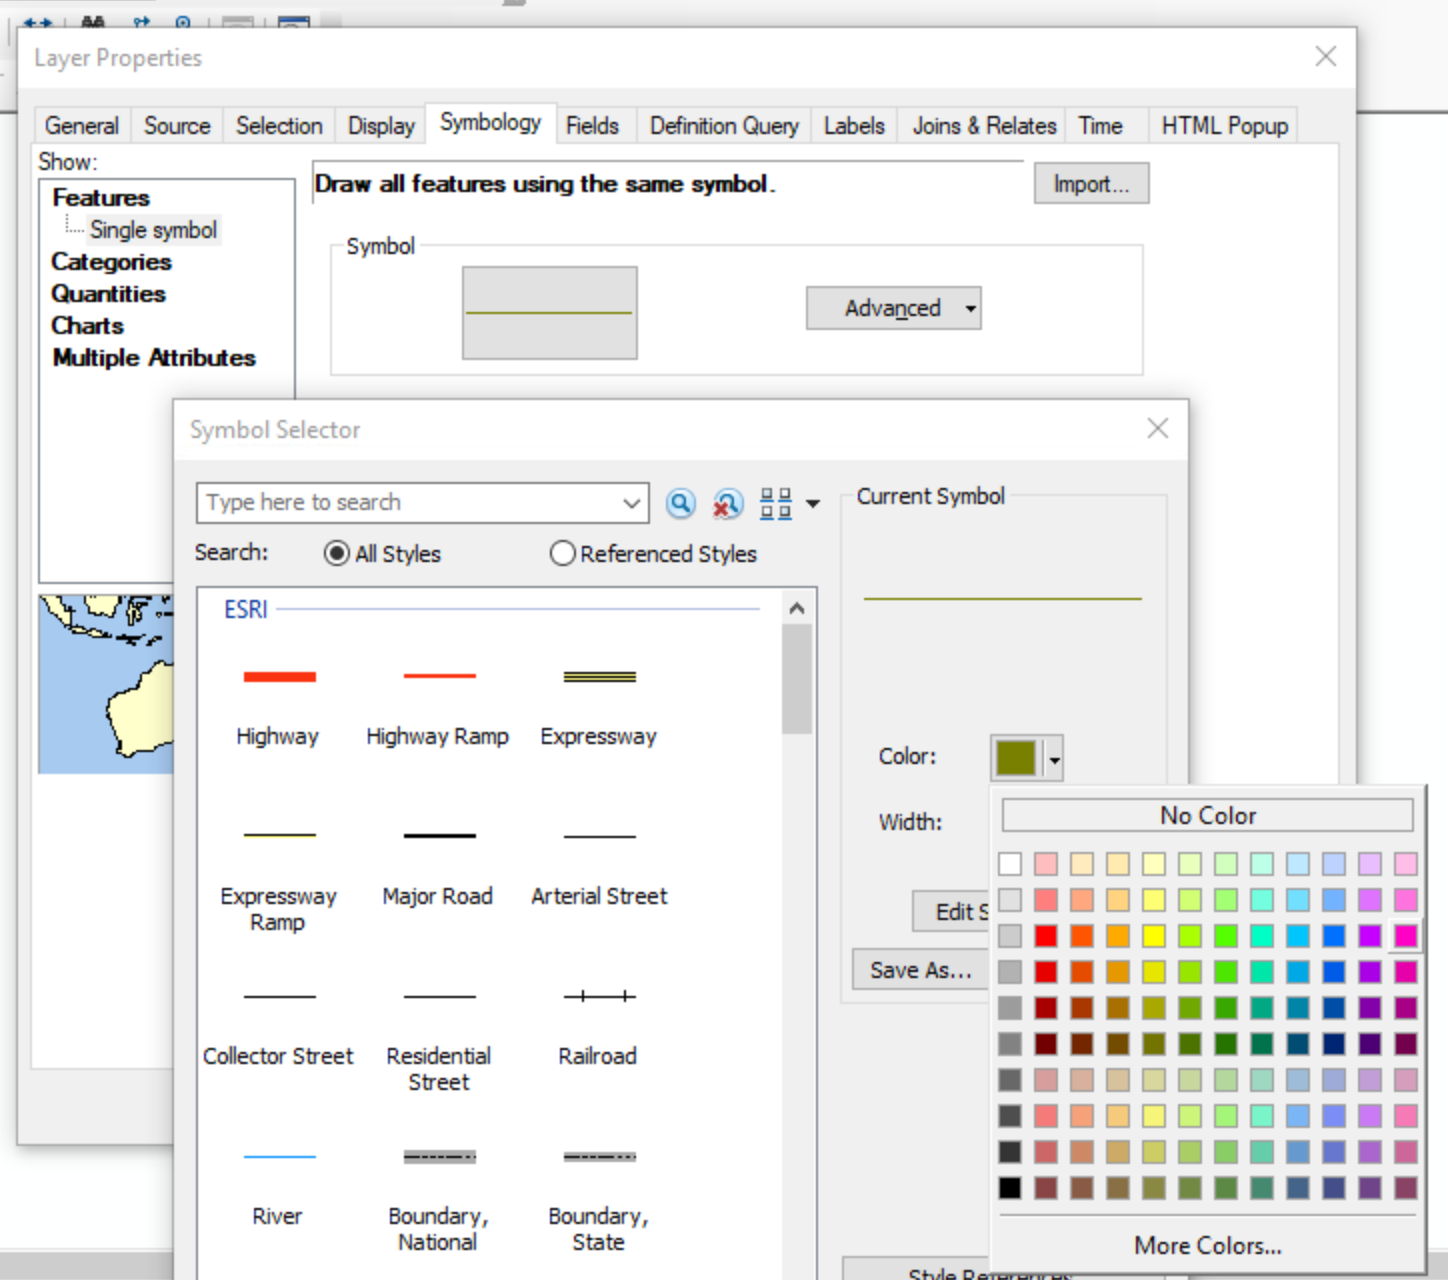 Layer Properties
General Source Selection Display Symbology Fields Definition Query Labels Joins & Relates Time HTML Popup
Show:
Features
Single symbol
Categories
Quantities
Charts
Multiple Attributes
Draw all features using the same symbol.
Import...
Symbol
Advanced
Symbol Selector
Type here to search
Search: All Styles Referenced Styles
ESRI
Highway Highway Ramp Expressway
Expressway Ramp Major Road Arterial Street
Collector Street Residential Street Railroad
River Boundary, National Boundary, State
Current Symbol
Color:
Width:
Edit S
Save As...
No Color
More Colors...
Style References